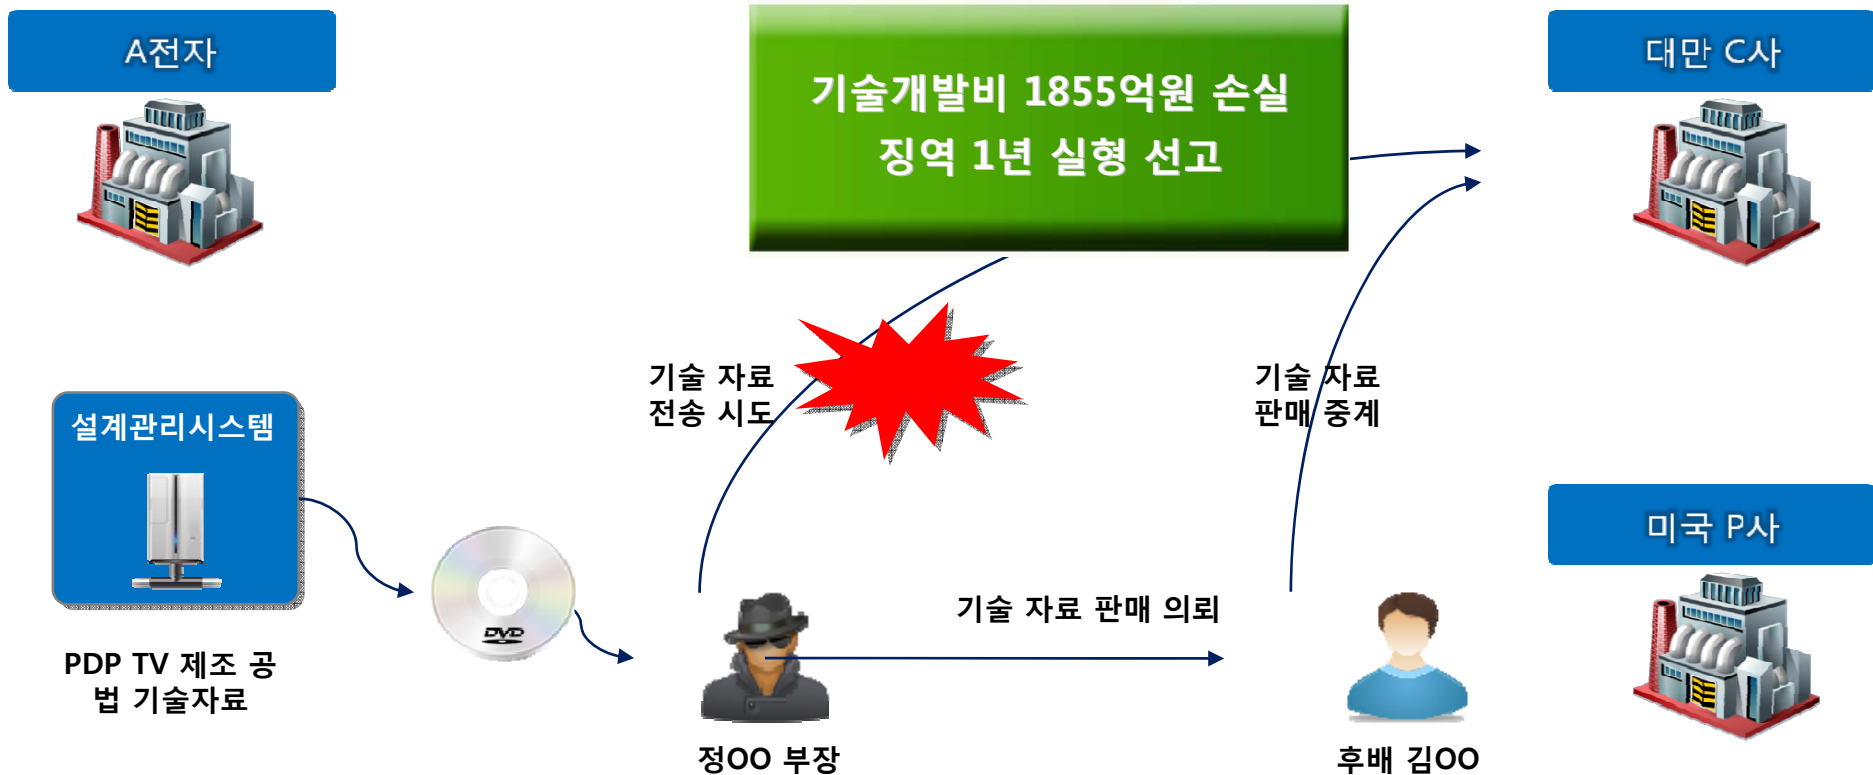 A전자
기술개발비 1855억원 손실
징역 1년 실형 선고
대만 C사
기술 자료
전송 시도
기술 자료
판매 중계
설계관리시스템
미국 P사
DVD
기술 자료 판매 의뢰
PDP TV 제조 공
법 기술자료
정OO 부장
후배 김OO